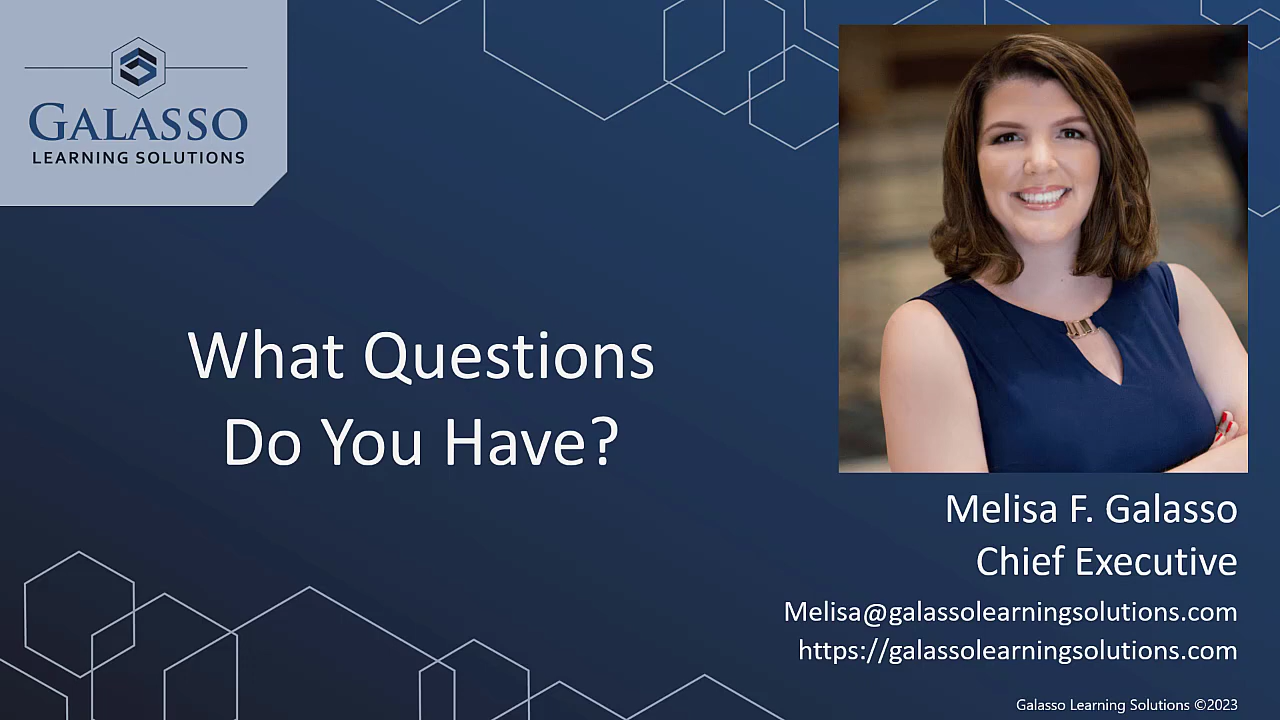 GALASSO
LEARNING SOLUTIONS
What Questions
Do You Have?
Melisa F. Galasso
Chief Executive
Melisa@galassolearningsolutions.com
https://galassolearningsolutions.com
Galasso Learning Solutions ©2023